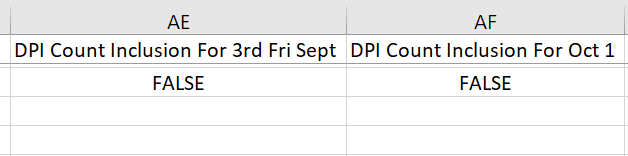 AE AF
DPI Count Inclusion For 3rd Fri Sept DPI Count Inclusion For Oct 1
FALSE FALSE